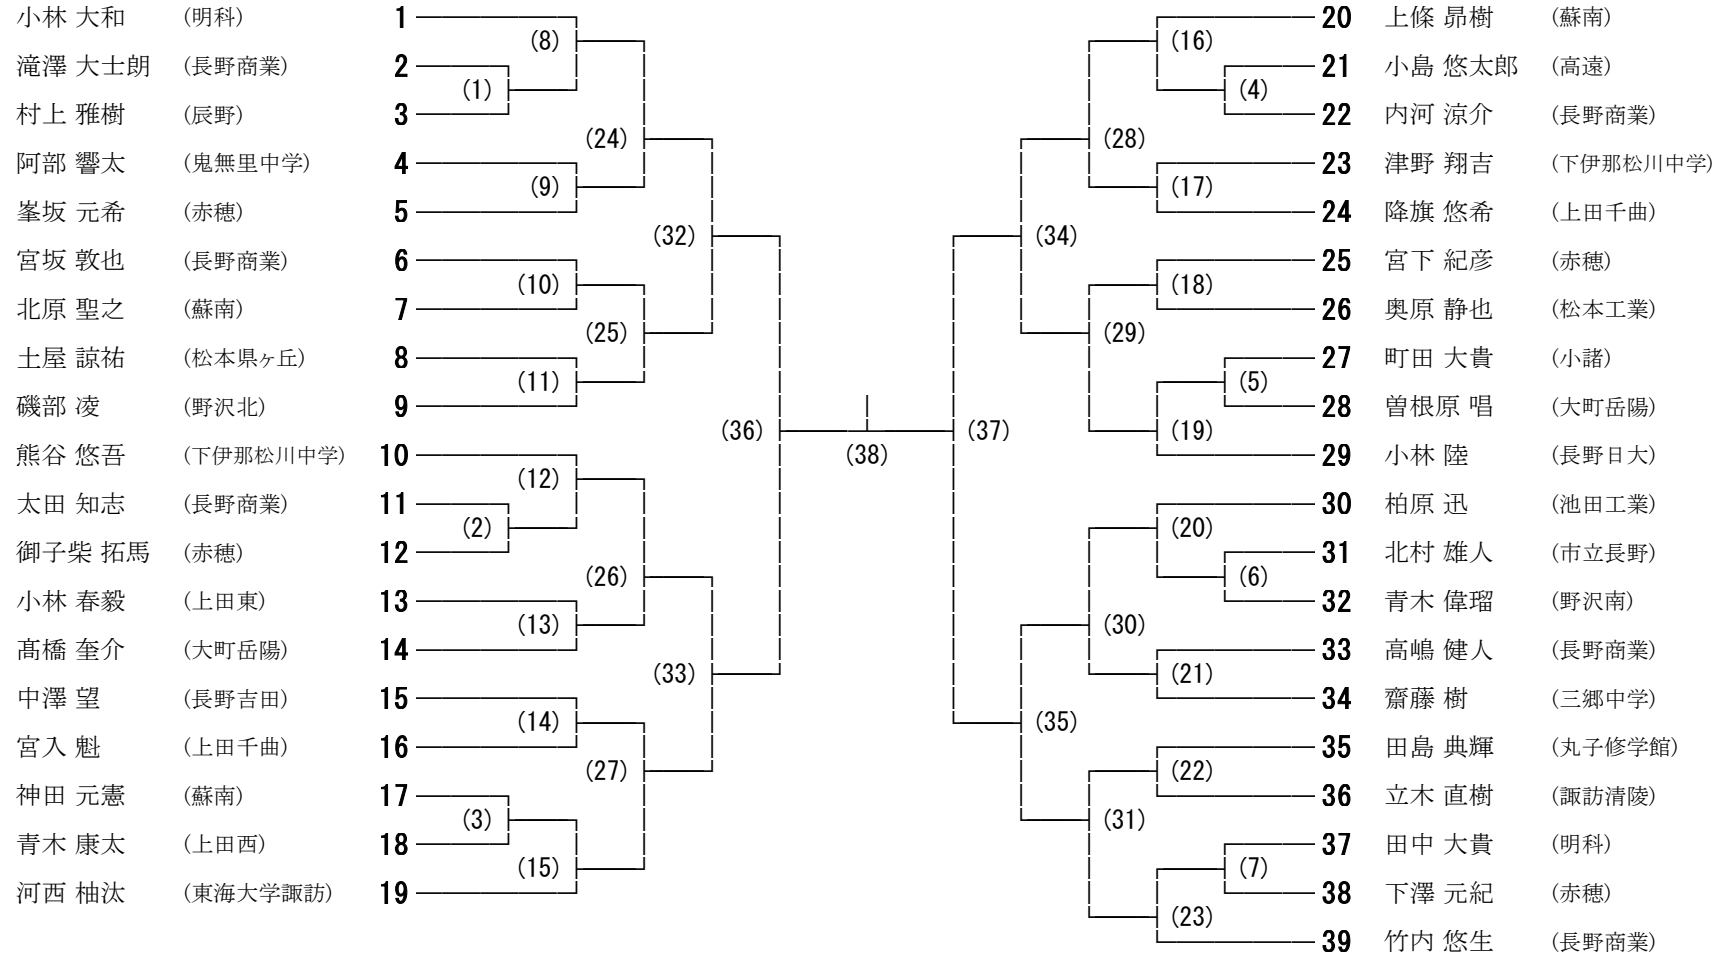 小林 大和 (明科) 1
滝澤 大士朗 (長野商業) 2
村上 雅樹 (辰野) 3
阿部 響太 (鬼無里中学) 4
峯坂 元希 (赤穂) 5
宮坂 敦也 (長野商業) 6
北原 聖之 (蘇南) 7
土屋 諒祐 (松本県ヶ丘) 8
磯部 凌 (野沢北) 9
熊谷 悠吾 (下伊那松川中学) 10
太田 知志 (長野商業) 11
御子柴 拓馬 (赤穂) 12
小林 春毅 (上田東) 13
髙橋 奎介 (大町岳陽) 14
中澤 望 (長野吉田) 15
宮入 魁 (上田千曲) 16
神田 元憲 (蘇南) 17
青木 康太 (上田西) 18
河西 柚汰 (東海大学諏訪) 19
(1)
(2)
(3)
(8)
(9)
(10)
(11)
(12)
(13)
(14)
(15)
(24)
(25)
(26)
(27)
(32)
(33)
(36)
(38)
(37)
(34)
(35)
(28)
(29)
(30)
(31)
(16)
(17)
(18)
(19)
(20)
(21)
(22)
(23)
(4)
(5)
(6)
(7)
20 上條 昴樹 (蘇南)
21 小島 悠太郎 (高遠)
22 内河 涼介 (長野商業)
23 津野 翔吉 (下伊那松川中学)
24 降旗 悠希 (上田千曲)
25 宮下 紀彦 (赤穂)
26 奥原 静也 (松本工業)
27 町田 大貴 (小諸)
28 曽根原 唱 (大町岳陽)
29 小林 陸 (長野日大)
30 柏原 迅 (池田工業)
31 北村 雄人 (市立長野)
32 青木 偉瑠 (野沢南)
33 高嶋 健人 (長野商業)
34 齋藤 樹 (三郷中学)
35 田島 典輝 (丸子修学館)
36 立木 直樹 (諏訪清陵)
37 田中 大貴 (明科)
38 下澤 元紀 (赤穂)
39 竹内 悠生 (長野商業)